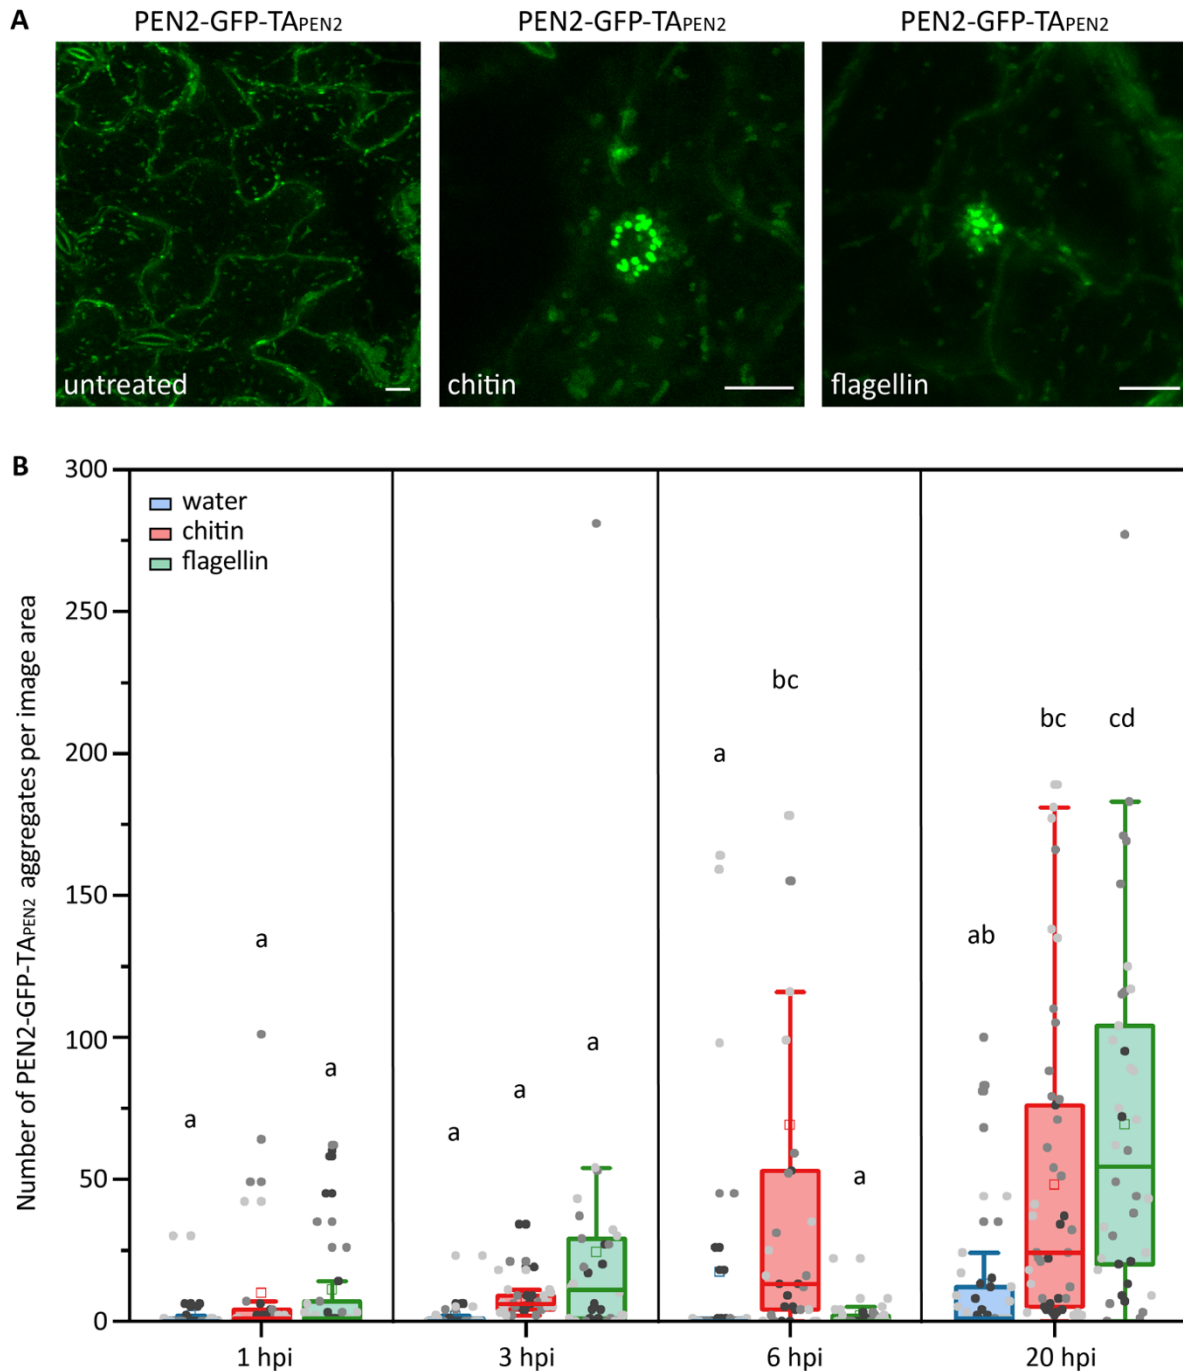 A
PEN2-GFP-TAPEN2 PEN2-GFP-TAPEN2 PEN2-GFP-TAPEN2
untreated chitin flagellin
B
Number of PEN2-GFP-TAPEN2 aggregates per image area
300
250
200
150
100
50
0
water
chitin
flagellin
a a a
a a a
a bc a
ab bc cd
1 hpi 3 hpi 6 hpi 20 hpi